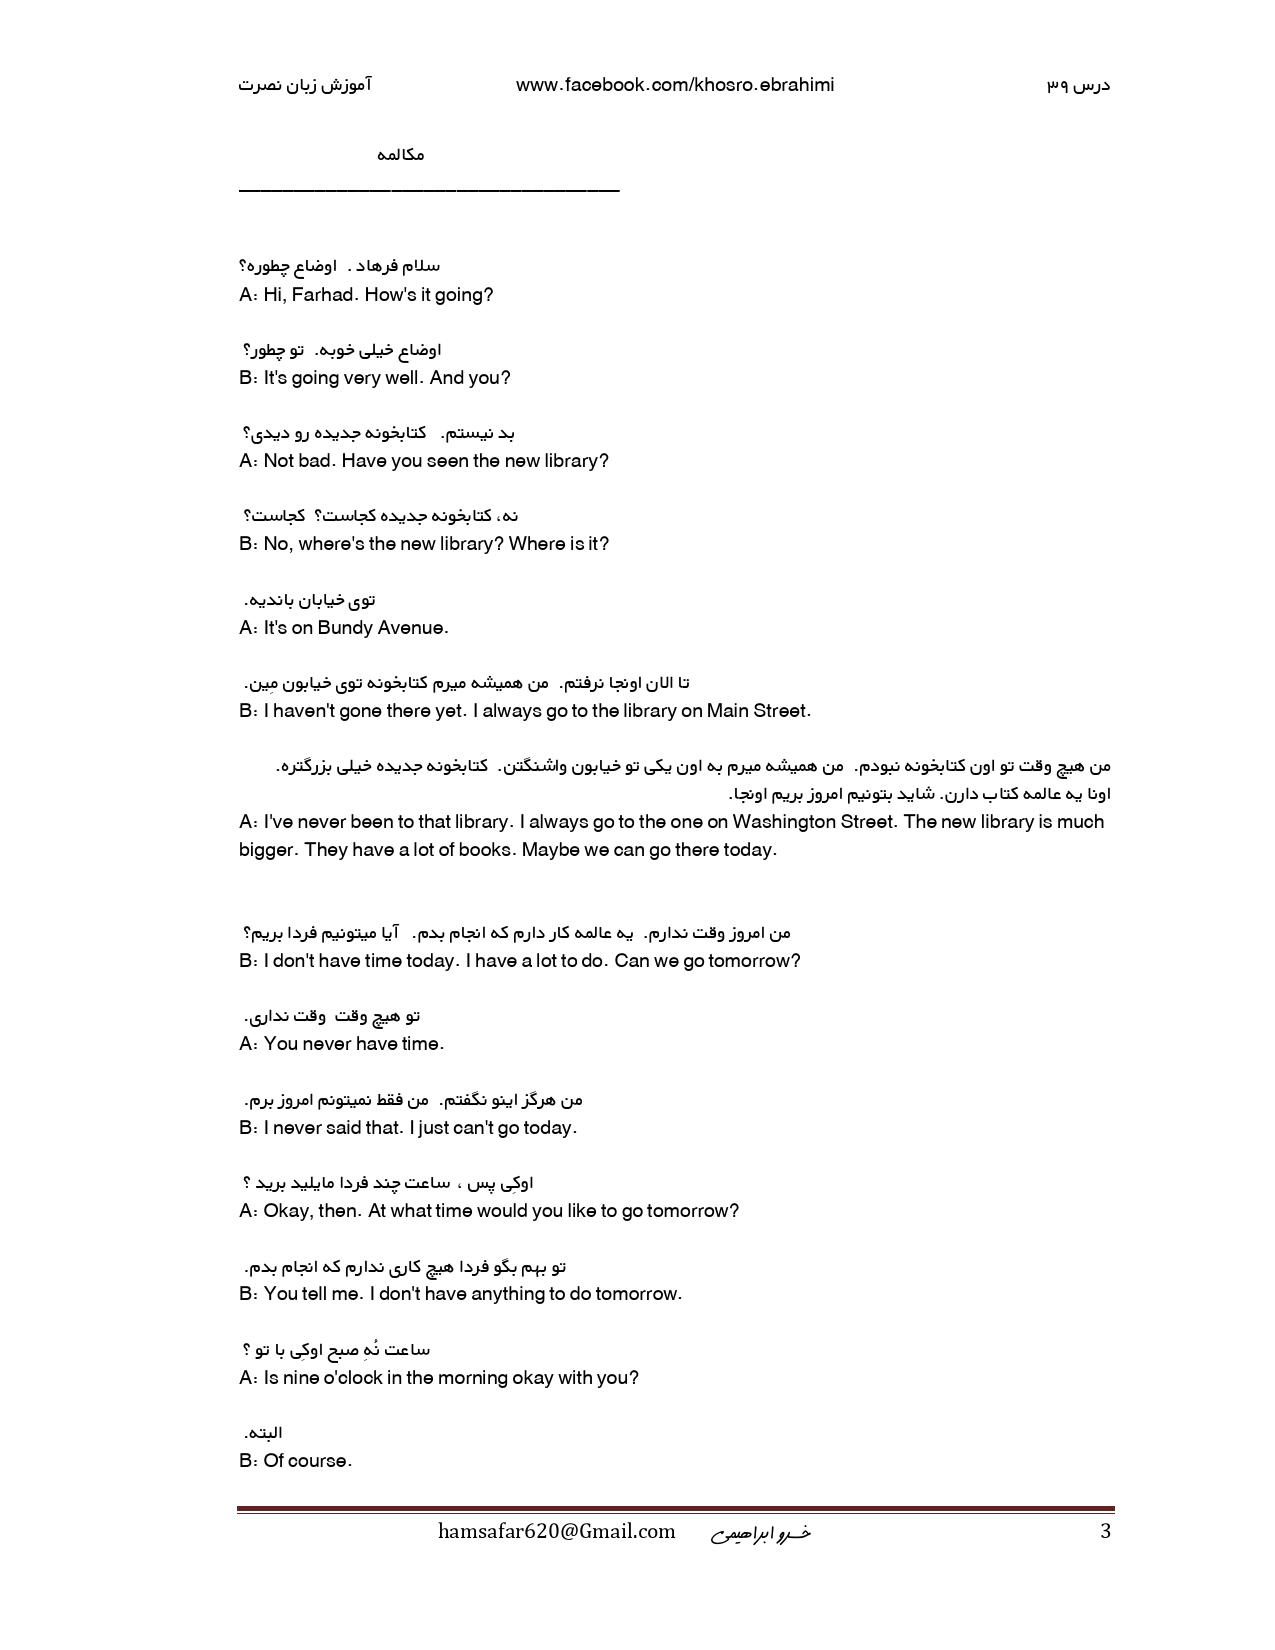 آموزش زبان نصرت www.facebook.com/khosro.ebrahimi درس ۳۹
مکالمه
سلام فرهاد . اوضاع چطوره؟
A: Hi, Farhad. How's it going?
اوضاع خیلی خوبه. تو چطور؟
B: It's going very well. And you?
بد نیستم. کتابخونه جدیده رو دیدی؟
A: Not bad. Have you seen the new library?
نه، کتابخونه جدیده کجاست؟ کجاست؟
B: No, where's the new library? Where is it?
توی خیابان باندیه.
A: It's on Bundy Avenue.
تا الان اونجا نرفتم. من همیشه میرم کتابخونه توی خیابون مِین.
B: I haven't gone there yet. I always go to the library on Main Street.
من هیچ وقت تو اون کتابخونه نبودم. من همیشه میرم به اون یکی تو خیابون واشنگتن. کتابخونه جدیده خیلی بزرگتره.
اونا یه عالمه کتاب دارن. شاید بتونیم امروز بریم اونجا.
A: I've never been to that library. I always go to the one on Washington Street. The new library is much
bigger. They have a lot of books. Maybe we can go there today.
من امروز وقت ندارم. یه عالمه کار دارم که انجام بدم. آیا میتونیم فردا بریم؟
B: I don't have time today. I have a lot to do. Can we go tomorrow?
تو هیچ وقت وقت نداری.
A: You never have time.
من هرگز اینو نگفتم. من فقط نمیتونم امروز برم.
B: I never said that. I just can't go today.
اوکِی پس ، ساعت چند فردا مایلید برید ؟
A: Okay, then. At what time would you like to go tomorrow?
تو بهم بگو فردا هیچ کاری ندارم که انجام بدم.
B: You tell me. I don't have anything to do tomorrow.
ساعت نُهِ صبح اوکِی با تو ؟
A: Is nine o'clock in the morning okay with you?
البته.
B: Of course.
hamsafar620@Gmail.com خسرو ابراهیمی 3